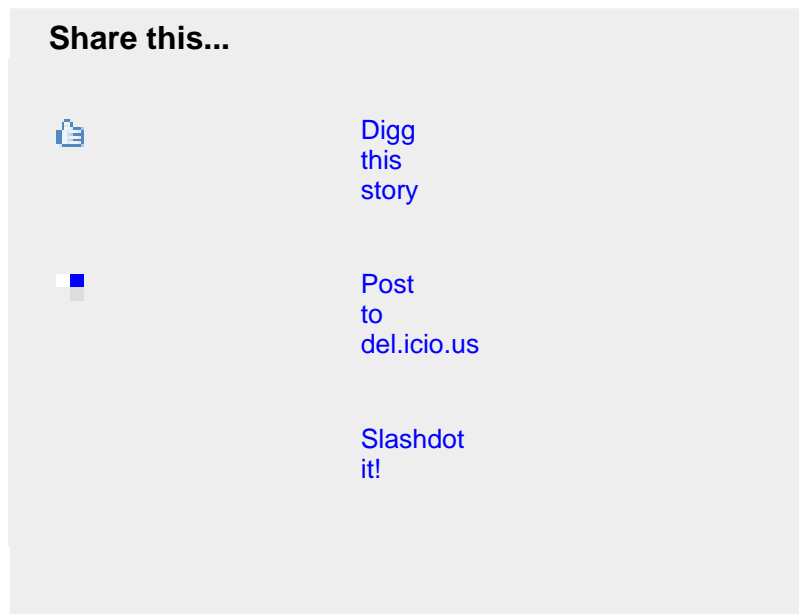 Share this...
Digg
this
story
Post
to
del.icio.us
Slashdot
it!